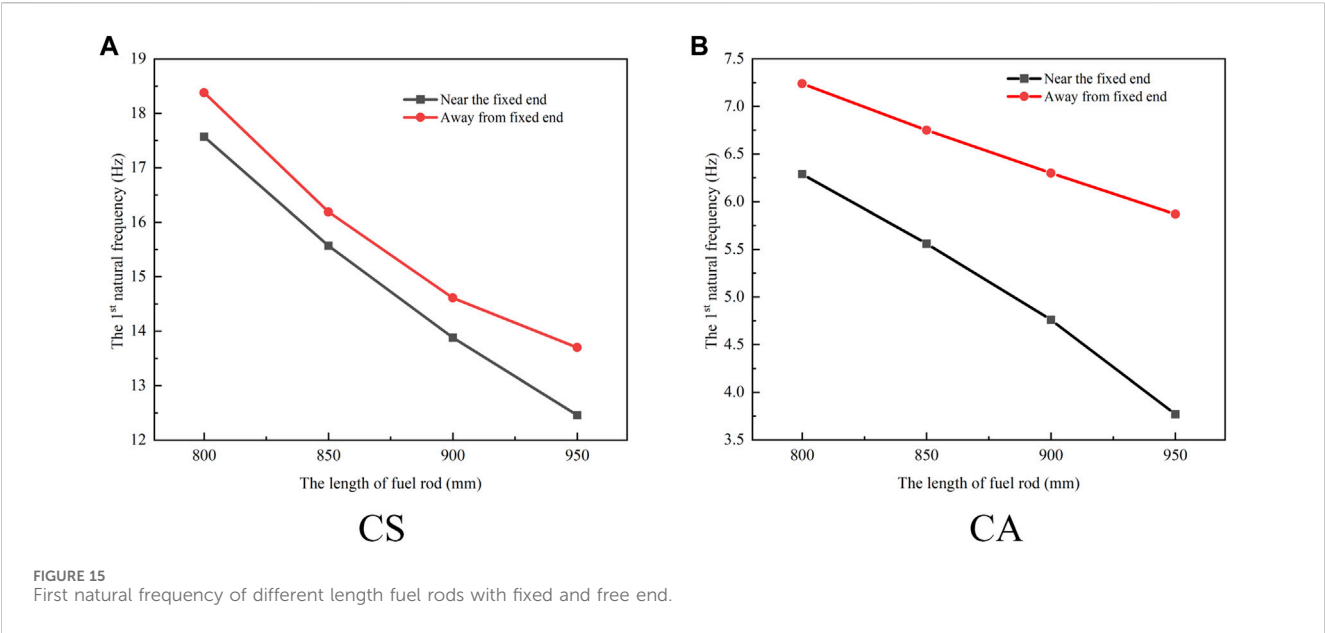 A
19
18
17
16
15
14
13
12
The 1st natural frequency (Hz)
Near the fixed end
Away from fixed end
800
850
900
950
The length of fuel rod (mm)
CS
B
7.5
7.0
6.5
6.0
5.5
5.0
4.5
4.0
3.5
The 1st natural frequency (Hz)
Near the fixed end
Away from fixed end
800
850
900
950
The length of fuel rod (mm)
CA
FIGURE 15
First natural frequency of different length fuel rods with fixed and free end.